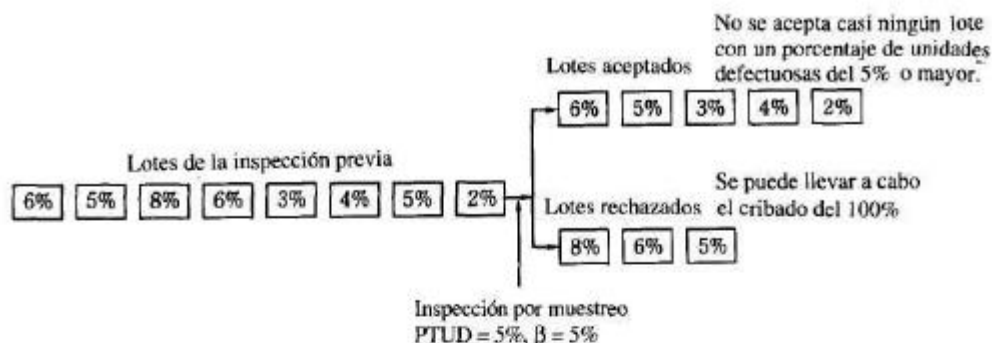 No se acepta casi ningún lote
con un porcentaje de unidades
defectuosas del 5% o mayor.
Lotes aceptados
6% 5% 3% 4% 2%
Lotes de la inspección previa
6% 5% 8% 6% 3% 4% 5% 2%
Se puede llevar a cabo
el cribado del 100%
Lotes rechazados
8% 6% 5%
Inspección por muestreo
PTUD = 5%, β = 5%